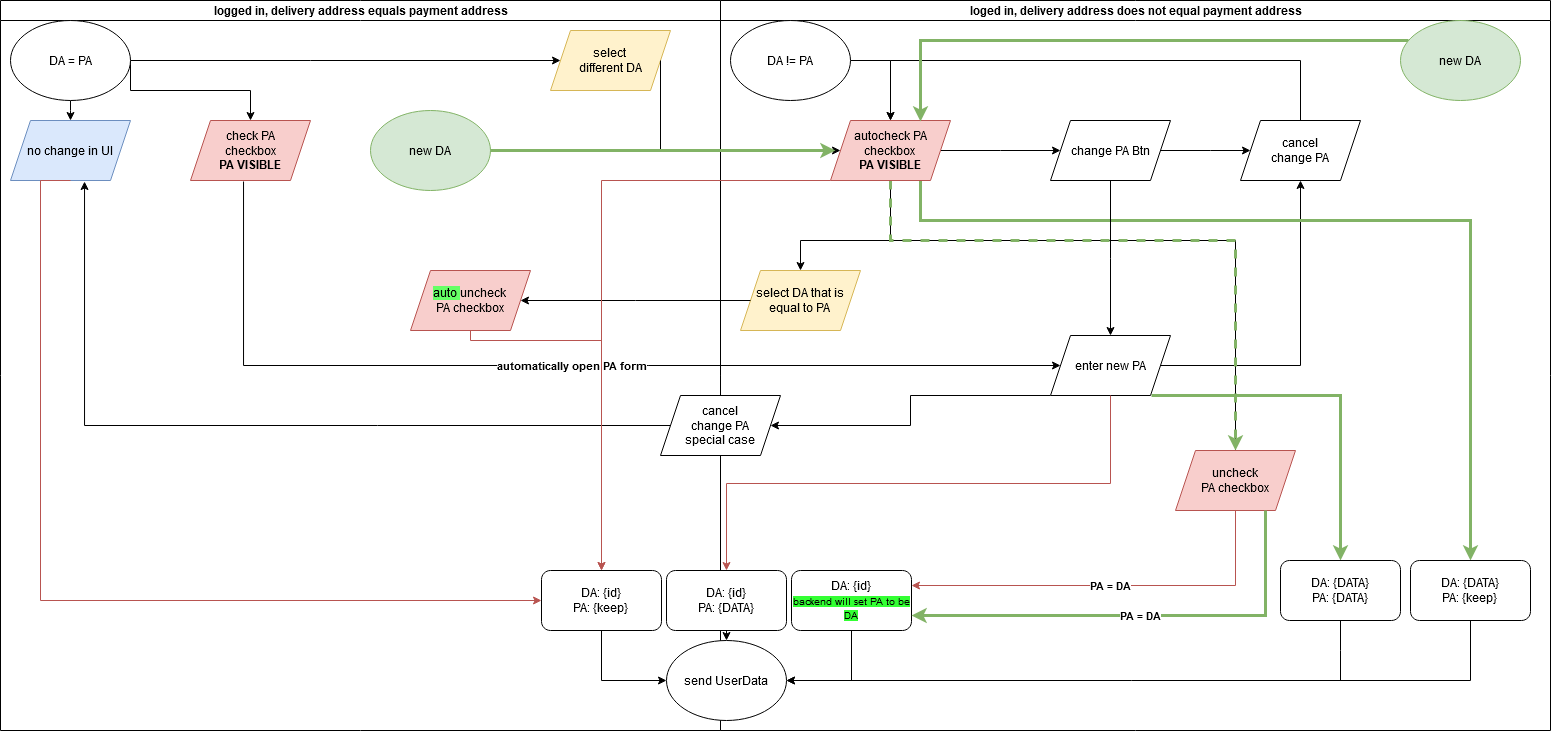 logged in, delivery address equals payment address
loged in, delivery address does not equal payment address
DA = PA
select
different DA
DA != PA
new DA
no change in UI
check PA
checkbox
PA VISIBLE
new DA
autocheck PA
checkbox
PA VISIBLE
change PA Btn
cancel
change PA
auto uncheck
PA checkbox
select DA that is
equal to PA
automatically open PA form
enter new PA
cancel
change PA
special case
uncheck
PA checkbox
DA: {id}
PA: {keep}
DA: {id}
PA: {DATA}
DA: {id}
backend will set PA to be
DA
PA = DA
PA = DA
DA: {DATA}
PA: {DATA}
DA: {DATA}
PA: {keep}
send UserData